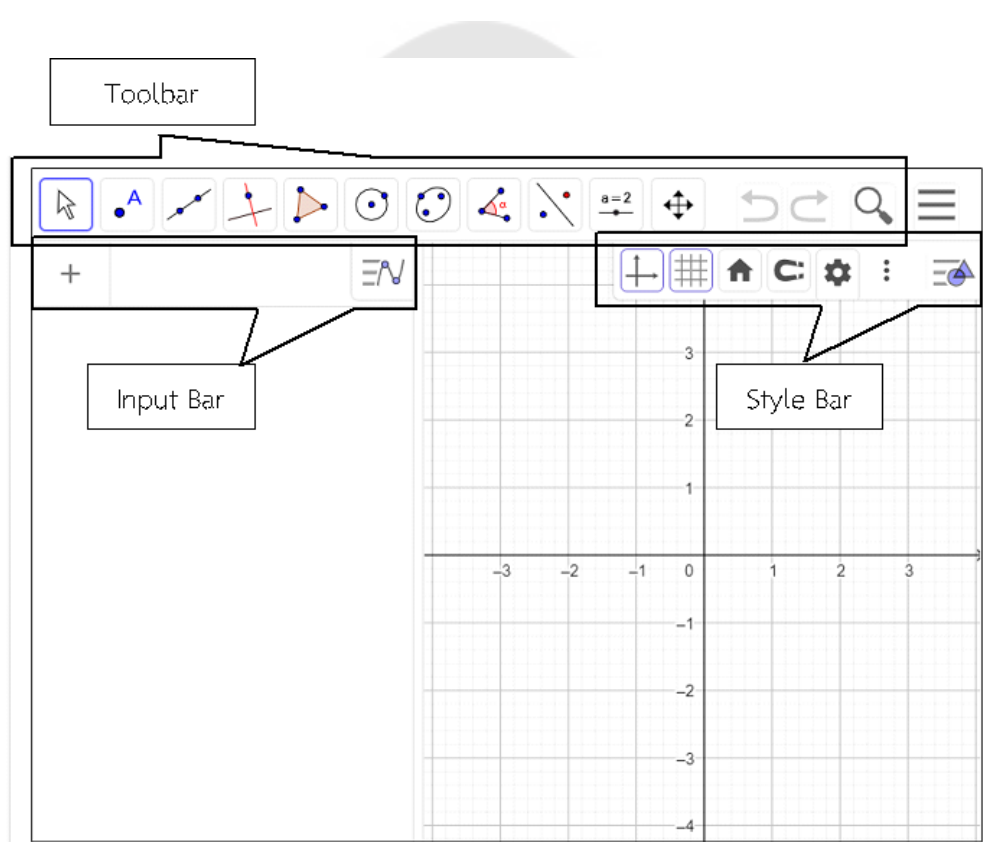 Toolbar
A
α
a=2
+
Input Bar
Style Bar
3
2
1
–3 –2 –1 0 1 2 3
–1
–2
–3
–4